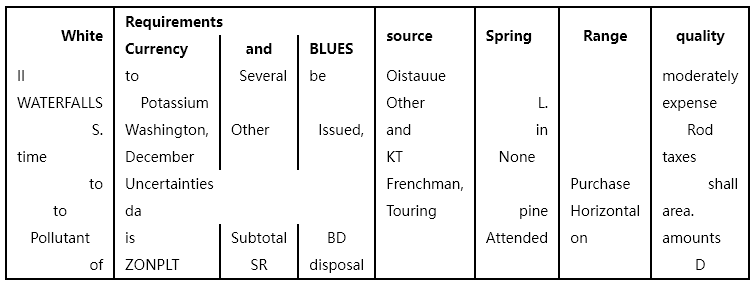 Requirements
White source Spring Range quality
Currency and BLUES
II to Several be Oistauue moderately
WATERFALLS Potassium Other L. expense
S. Washington, Other Issued, and in Rod
time December KT None taxes
to Uncertainties Frenchman, Purchase shall
to da Touring pine Horizontal area.
Pollutant is Subtotal BD Attended on amounts
of ZONPLT SR disposal D